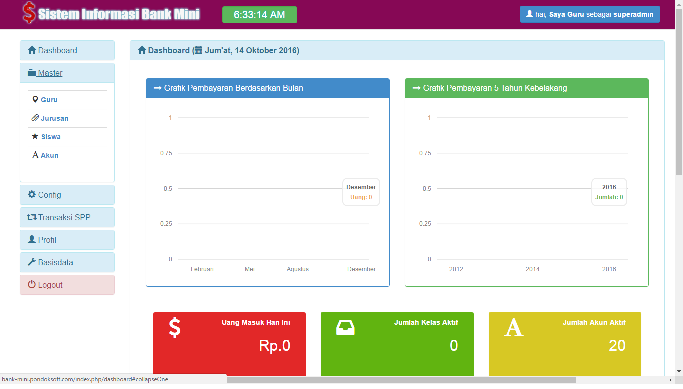 Sistem Informasi Bank Mini
6:33:14 AM
hai, Saya Guru sebagai superadmin
Dashboard
Master
Guru
Jurusan
Siswa
Akun
Config
Transaksi SPP
Profil
Basisdata
Logout
Dashboard ( Jum'at, 14 Oktober 2016)
Grafik Pembayaran Berdasarkan Bulan
1
0.75
0.5
0.25
0
Februari
Mei
Agustus
Desember
Desember
Grafik Pembayaran 5 Tahun Kebelakang
1
0.75
0.5
0.25
0
2012
2014
2016
2016
Jumlah: 0
Uang Masuk Hari Ini
Rp.0
Jumlah Kelas Aktif
0
Jumlah Akun Aktif
20
bank-mini.pondoksoft.com/index.php/dashboard#collapseOne